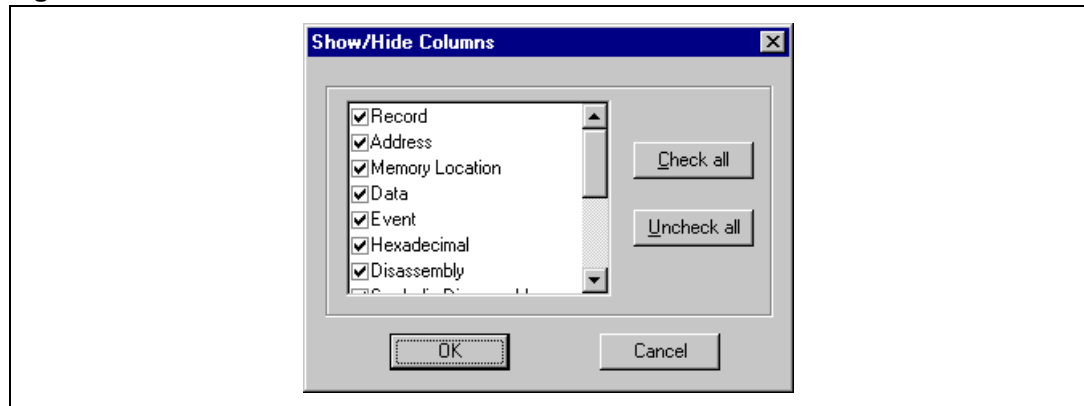 Show/Hide Columns
Record
Address
Memory Location
Data
Event
Hexadecimal
Disassembly
Check all
Uncheck all
OK
Cancel